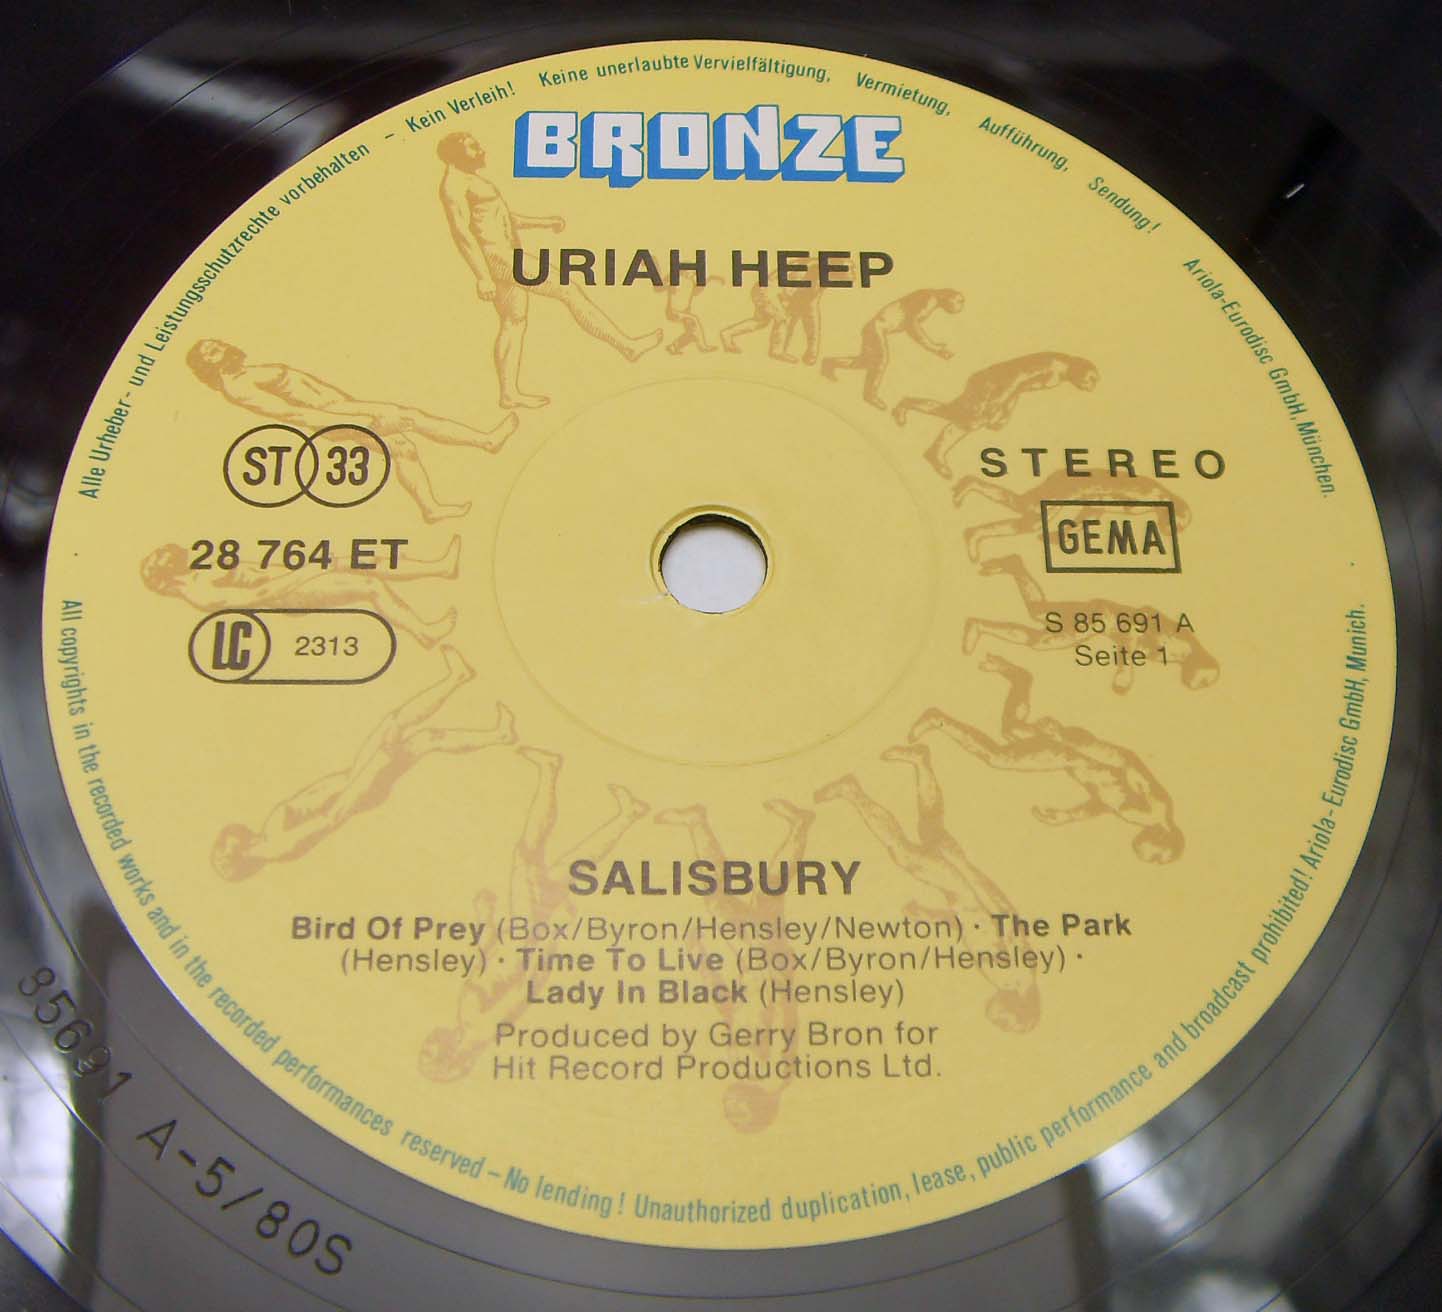 Alle Urheber- und Leistungsschutzrechte vorbehalten – Kein Verleih! Keine unerlaubte Vervielfältigung, Vermietung, Aufführung, Sendung! Ariola-Eurodisc GmbH, München.
BRONZE
URIAH HEEP
ST 33
28 764 ET
LC 2313
STEREO
GEMA
S 85 691 A
Seite 1
SALISBURY
Bird Of Prey (Box/Byron/Hensley/Newton) · The Park
(Hensley) · Time To Live (Box/Byron/Hensley) ·
Lady In Black (Hensley)
Produced by Gerry Bron for
Hit Record Productions Ltd.
All copyrights in the recorded works and in the recorded performances reserved – No lending! Unauthorized duplication, lease, public performance and broadcast prohibited! Ariola-Eurodisc GmbH, Munich.
85691 A-5/80S